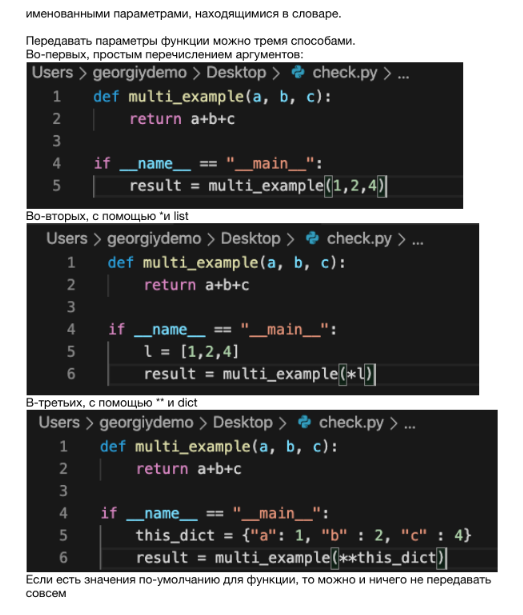 именованными параметрами, находящимися в словаре.
Передавать параметры функции можно тремя способами.
Во-первых, простым перечислением аргументов:
Users > georgiydemo > Desktop > check.py > ...
1 def multi_example(a, b, c):
2     return a+b+c
3
4 if __name__ == "__main__":
5     result = multi_example(1,2,4)
Во-вторых, с помощью *и list
Users > georgiydemo > Desktop > check.py > ...
1 def multi_example(a, b, c):
2     return a+b+c
3
4 if __name__ == "__main__":
5     l = [1,2,4]
6     result = multi_example(*l)
В-третьих, с помощью ** и dict
Users > georgiydemo > Desktop > check.py > ...
1 def multi_example(a, b, c):
2     return a+b+c
3
4 if __name__ == "__main__":
5     this_dict = {"a": 1, "b" : 2, "c" : 4}
6     result = multi_example(**this_dict)
Если есть значения по-умолчанию для функции, то можно и ничего не передавать
совсем